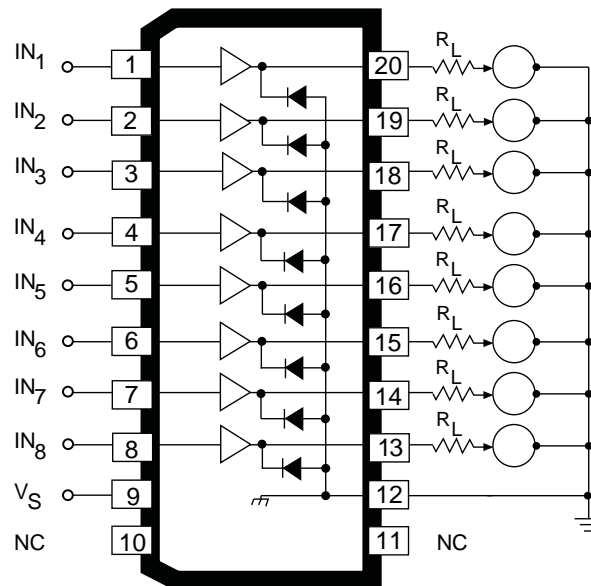 IN1 1 20 RL
IN2 2 19 RL
IN3 3 18 RL
IN4 4 17 RL
IN5 5 16 RL
IN6 6 15 RL
IN7 7 14 RL
IN8 8 13 RL
VS 9 12
NC 10 11 NC